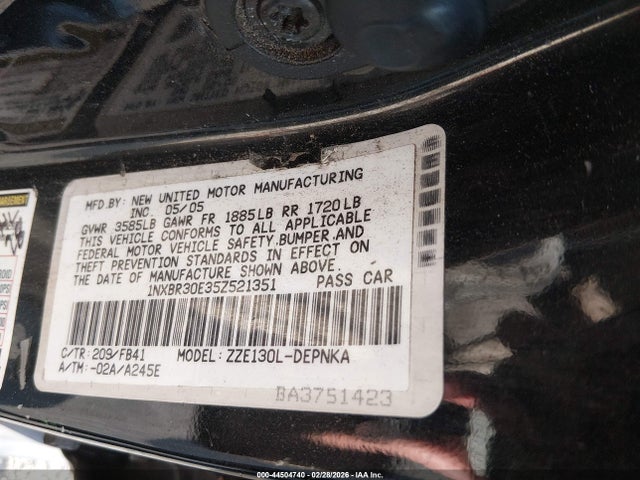 MFD.BY: NEW UNITED MOTOR MANUFACTURING
INC. 05/05
GVWR 3585LB GAWR FR 1885LB RR 1720LB
THIS VEHICLE CONFORMS TO ALL APPLICABLE
FEDERAL MOTOR VEHICLE SAFETY,BUMPER,AND
THEFT PREVENTION STANDARDS IN EFFECT ON
THE DATE OF MANUFACTURE SHOWN ABOVE.
1NXBR30E35Z521351 PASS CAR
C/TR: 209/FB41 MODEL: ZZE130L-DEPNKA
A/TM: -02A/A245E
BA3751423
000-44504740 | 02/28/2026 | IAA Inc.